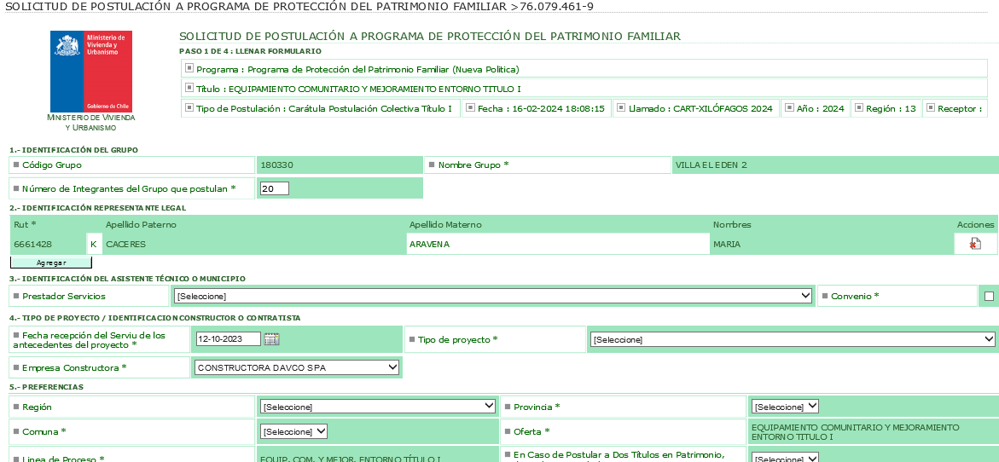 SOLICITUD DE POSTULACIÓN A PROGRAMA DE PROTECCIÓN DEL PATRIMONIO FAMILIAR >76.079.461-9
Ministerio de
Vivienda y
Urbanismo
Gobierno de Chile
MINISTERIO DE VIVIENDA
Y URBANISMO
SOLICITUD DE POSTULACIÓN A PROGRAMA DE PROTECCIÓN DEL PATRIMONIO FAMILIAR
PASO 1 DE 4 : LLENAR FORMULARIO
Programa : Programa de Protección del Patrimonio Familiar (Nueva Politica)
Título : EQUIPAMIENTO COMUNITARIO Y MEJORAMIENTO ENTORNO TITULO I
Tipo de Postulación : Carátula Postulación Colectiva Título I Fecha : 16-02-2024 18:08:15 Llamado : CART-XILÓFAGOS 2024 Año : 2024 Región : 13 Receptor :
1.- IDENTIFICACIÓN DEL GRUPO
Código Grupo 180330 Nombre Grupo * VILLA EL EDEN 2
Número de Integrantes del Grupo que postulan * 20
2.- IDENTIFICACIÓN REPRESENTANTE LEGAL
Rut * Apellido Paterno Apellido Materno Nombres Acciones
6661428 K CACERES ARAVENA MARIA
Agregar
3.- IDENTIFICACIÓN DEL ASISTENTE TÉCNICO O MUNICIPIO
Prestador Servicios [Seleccione] Convenio *
4.- TIPO DE PROYECTO / IDENTIFICACION CONSTRUCTOR O CONTRATISTA
Fecha recepción del Serviu de los
antecedentes del proyecto * 12-10-2023 Tipo de proyecto * [Seleccione]
Empresa Constructora * CONSTRUCTORA DAVCO SPA
5.- PREFERENCIAS
Región [Seleccione] Provincia * [Seleccione]
Comuna * [Seleccione] Oferta * EQUIPAMIENTO COMUNITARIO Y MEJORAMIENTO
ENTORNO TITULO I
Linea de Proceso * EQUIP. COM. Y MEJOR. ENTORNO TÍTULO I En Caso de Postular a Dos Títulos en Patrimonio, [Seleccione]